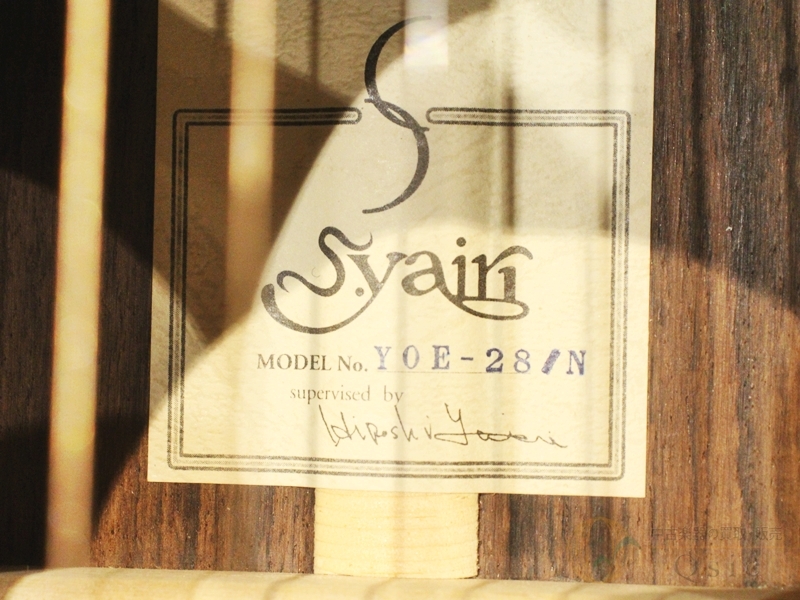 S.yairi
MODEL No. YOE-28/N
supervised by
Hiroshi Yairi